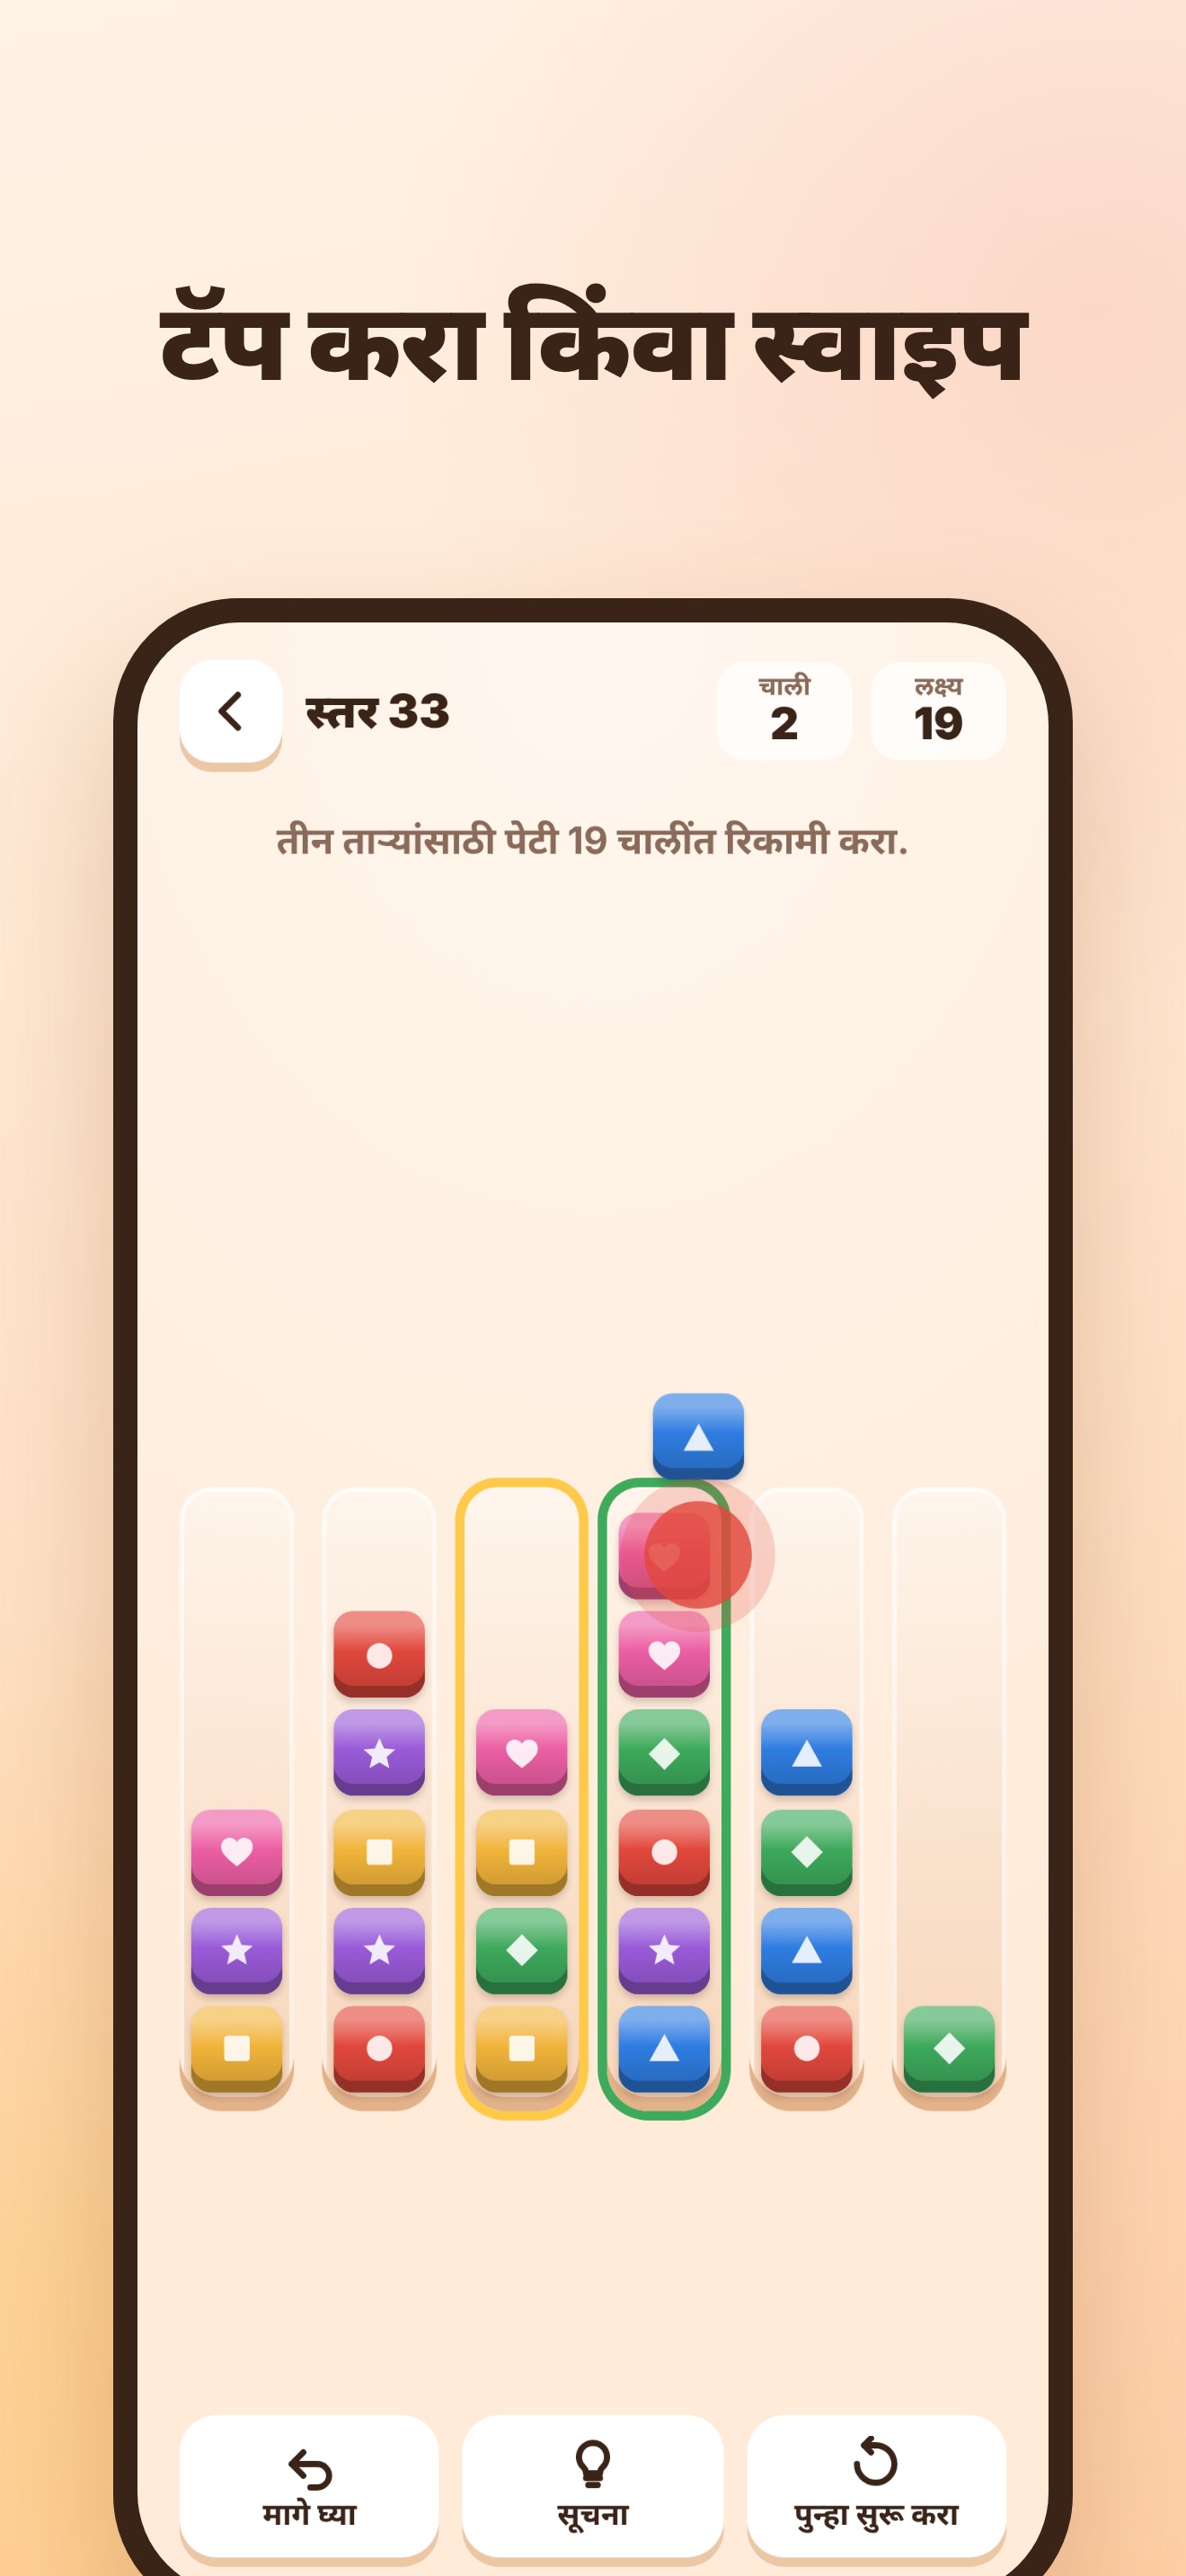 टॅप करा किंवा स्वाइप
स्तर 33
चाली
2
लक्ष्य
19
तीन ताऱ्यांसाठी पेटी 19 चालींत रिकामी करा.
मागे घ्या
सूचना
पुन्हा सुरू करा